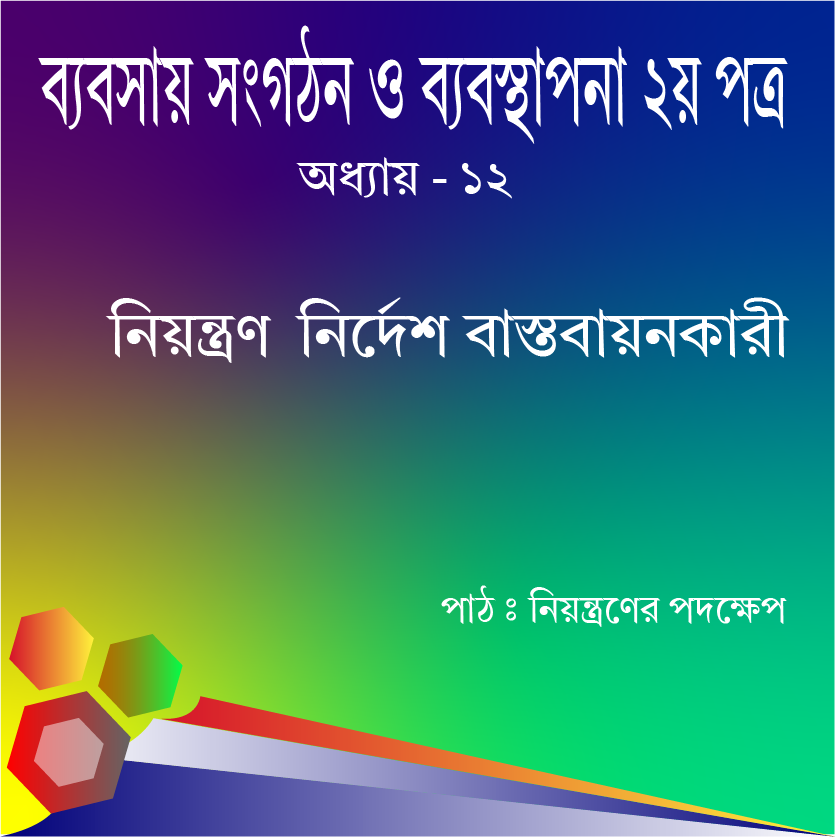 ব্যবসায় সংগঠন ও ব্যবস্থাপনা ২য় পত্র
অধ্যায় - ১২
নিয়ন্ত্রণ নির্দেশ বাস্তবায়নকারী
পাঠ ঃ নিয়ন্ত্রণের পদক্ষেপ